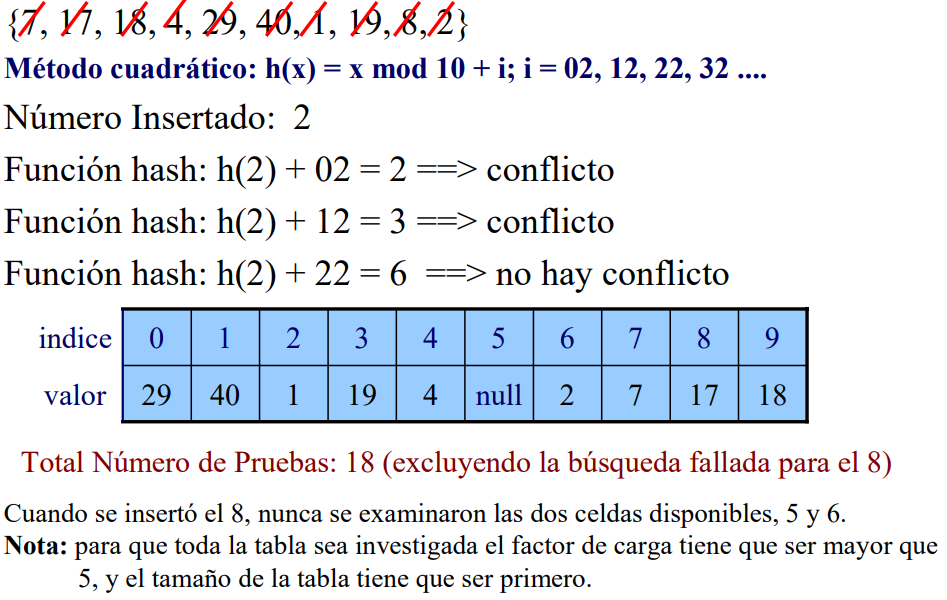 {7, 17, 18, 4, 29, 40, 1, 19, 8, 2}
Método cuadrático: h(x) = x mod 10 + i; i = 02, 12, 22, 32 ....
Número Insertado: 2
Función hash: h(2) + 02 = 2 ==> conflicto
Función hash: h(2) + 12 = 3 ==> conflicto
Función hash: h(2) + 22 = 6 ==> no hay conflicto
indice 0 1 2 3 4 5 6 7 8 9
valor 29 40 1 19 4 null 2 7 17 18
Total Número de Pruebas: 18 (excluyendo la búsqueda fallada para el 8)
Cuando se insertó el 8, nunca se examinaron las dos celdas disponibles, 5 y 6.
Nota: para que toda la tabla sea investigada el factor de carga tiene que ser mayor que
5, y el tamaño de la tabla tiene que ser primero.